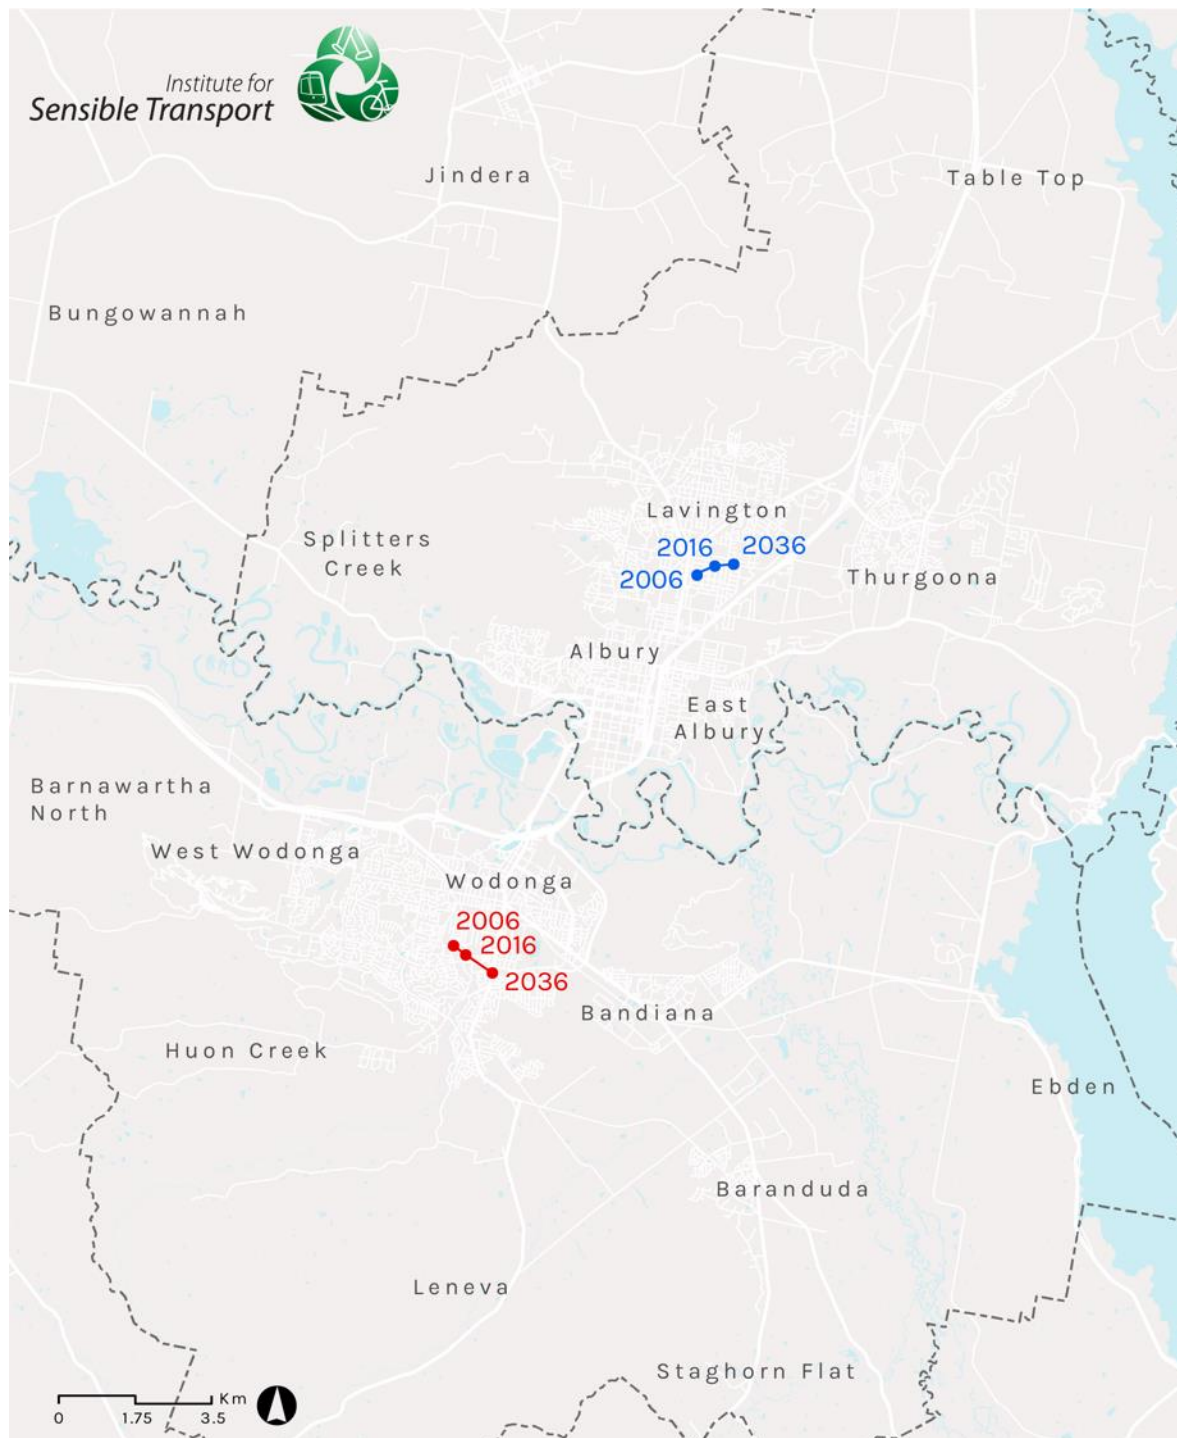 Institute for
Sensible Transport
Jindera
Table Top
Bungowannah
Lavington
Splitters
Creek
2016
2036
2006
Thurgoona
Albury
East
Albury
Barnawartha
North
West Wodonga
Wodonga
2006
2016
2036
Bandiana
Huon Creek
Ebden
Baranduda
Leneva
Staghorn Flat
Km
0 1.75 3.5